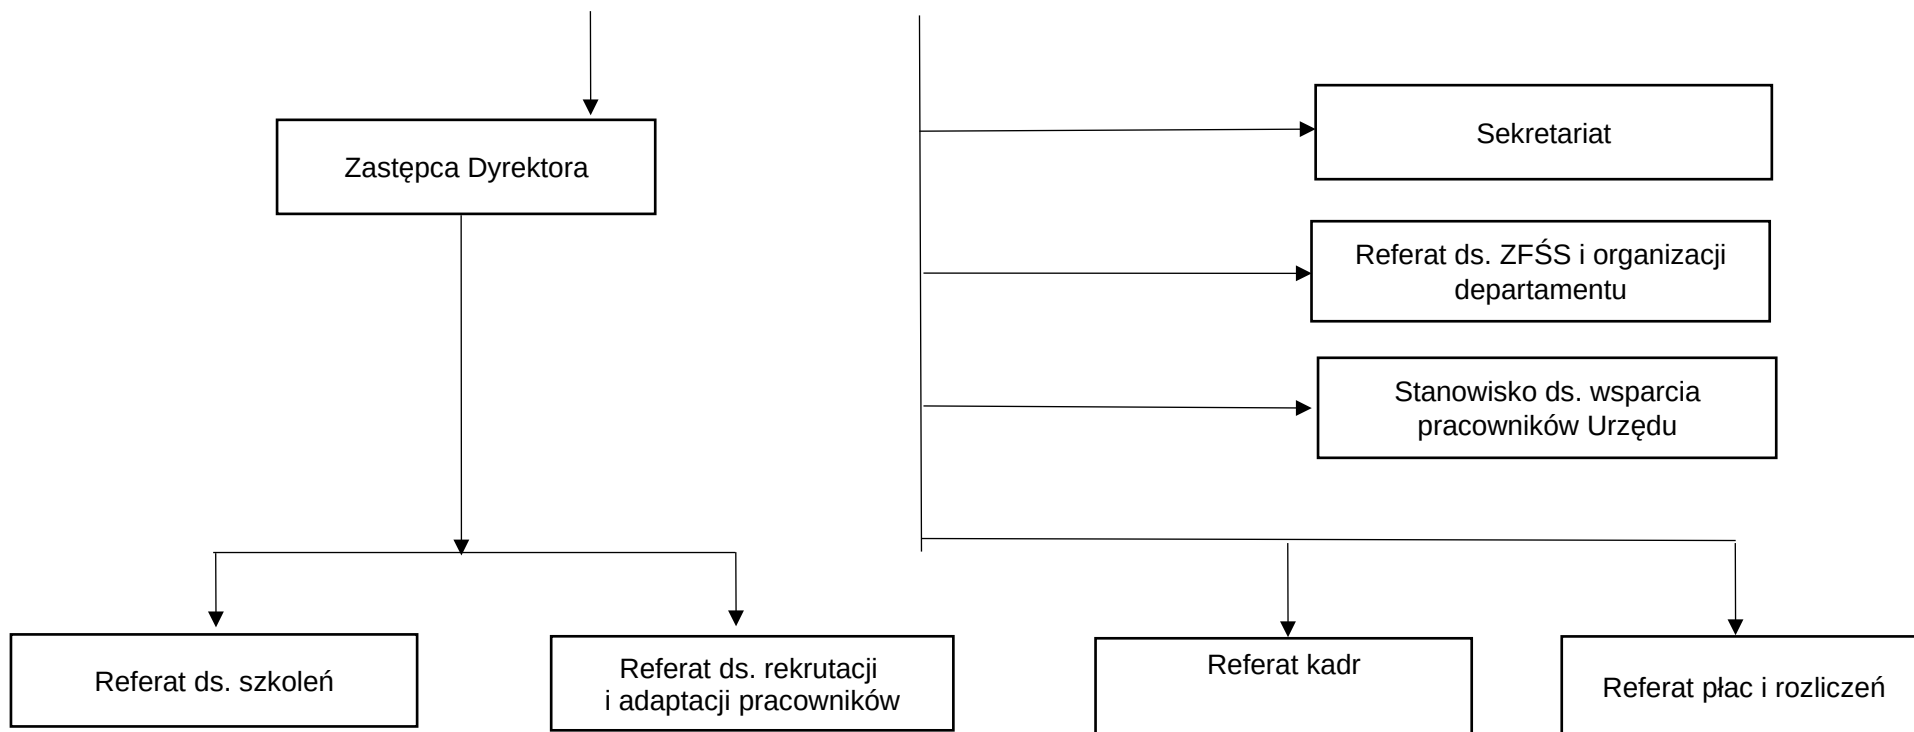 Sekretariat
Zastępca Dyrektora
Referat ds. ZFŚS i organizacji
departamentu
Stanowisko ds. wsparcia
pracowników Urzędu
Referat ds. szkoleń
Referat ds. rekrutacji
i adaptacji pracowników
Referat kadr
Referat płac i rozliczeń